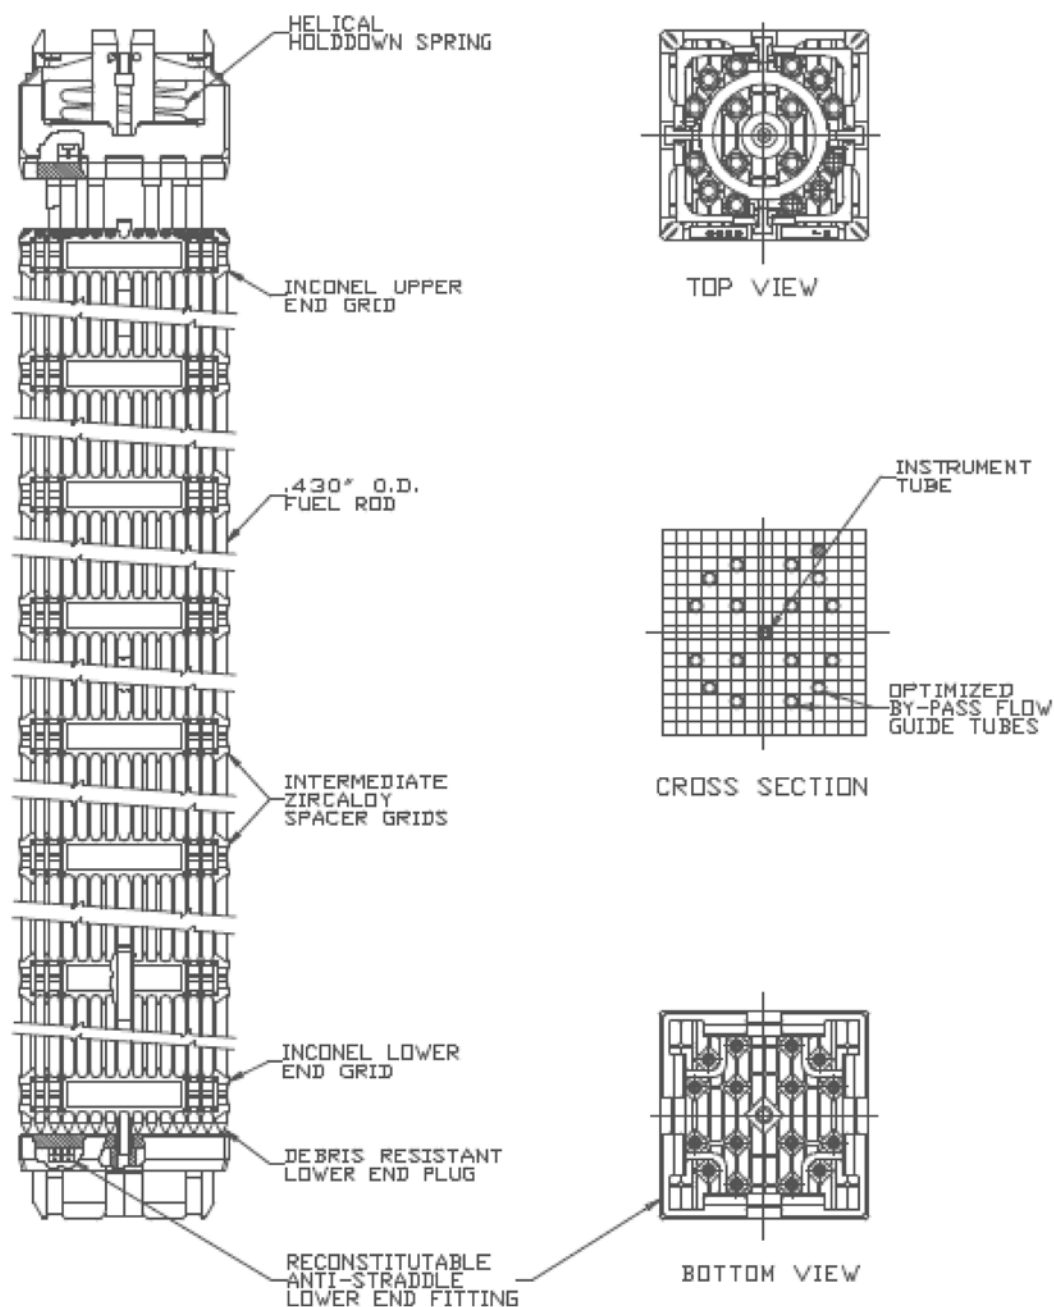 HELICAL
HOLDDOWN SPRING
TOP VIEW
INCONEL UPPER
END GRID
.430" O.D.
FUEL ROD
INSTRUMENT
TUBE
OPTIMIZED
BY-PASS FLOW
GUIDE TUBES
CROSS SECTION
INTERMEDIATE
ZIRCALOY
SPACER GRIDS
INCONEL LOWER
END GRID
DEBRIS RESISTANT
LOWER END PLUG
RECONSTITUTABLE
ANTI-STRADDLE
LOWER END FITTING
BOTTOM VIEW